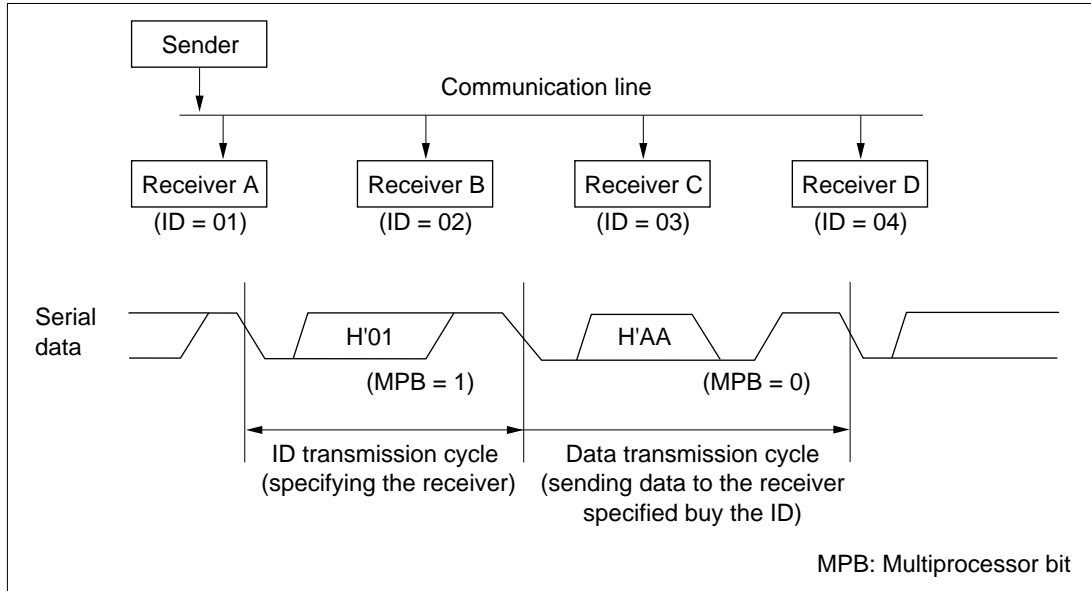 Sender
Communication line
Receiver A
Receiver B
Receiver C
Receiver D
(ID = 01)
(ID = 02)
(ID = 03)
(ID = 04)
Serial
data
H'01
H'AA
(MPB = 1)
(MPB = 0)
ID transmission cycle
(specifying the receiver)
Data transmission cycle
(sending data to the receiver
specified buy the ID)
MPB: Multiprocessor bit